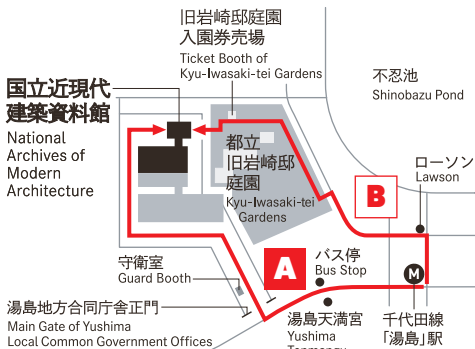 旧岩崎邸庭園
入園券売場
Ticket Booth of
Kyu-Iwasaki-tei Gardens
不忍池
Shinobazu Pond
国立近現代
建築資料館
National
Archives of
Modern
Architecture
都立
旧岩崎邸
庭園
Kyu-Iwasaki-tei
Gardens
ローソン
Lawson
B
守衛室
Guard Booth
A
バス停
Bus Stop
M
湯島地方合同庁舎正門
Main Gate of Yushima
Local Common Government Offices
湯島天満宮
Yushima
千代田線
「湯島」駅